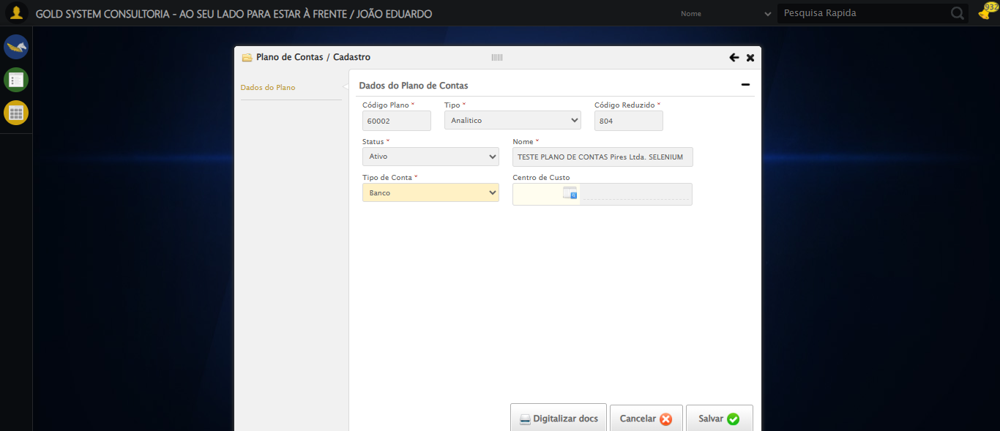 GOLD SYSTEM CONSULTORIA - AO SEU LADO PARA ESTAR À FRENTE / JOÃO EDUARDO
Nome
Pesquisa Rapida
932
Plano de Contas / Cadastro
Dados do Plano
Dados do Plano de Contas
Código Plano *
Tipo *
Código Reduzido *
60002
Analitico
804
Status *
Nome *
Ativo
TESTE PLANO DE CONTAS Pires Ltda. SELENIUM
Tipo de Conta *
Centro de Custo
Banco
Digitalizar docs
Cancelar
Salvar